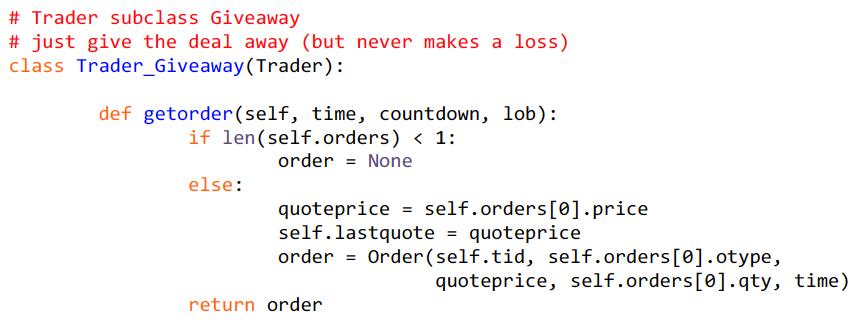 # Trader subclass Giveaway
# just give the deal away (but never makes a loss)
class Trader_Giveaway(Trader):
def getorder(self, time, countdown, lob):
if len(self.orders) < 1:
order = None
else:
quoteprice = self.orders[0].price
self.lastquote = quoteprice
order = Order(self.tid, self.orders[0].otype,
quoteprice, self.orders[0].qty, time)
return order